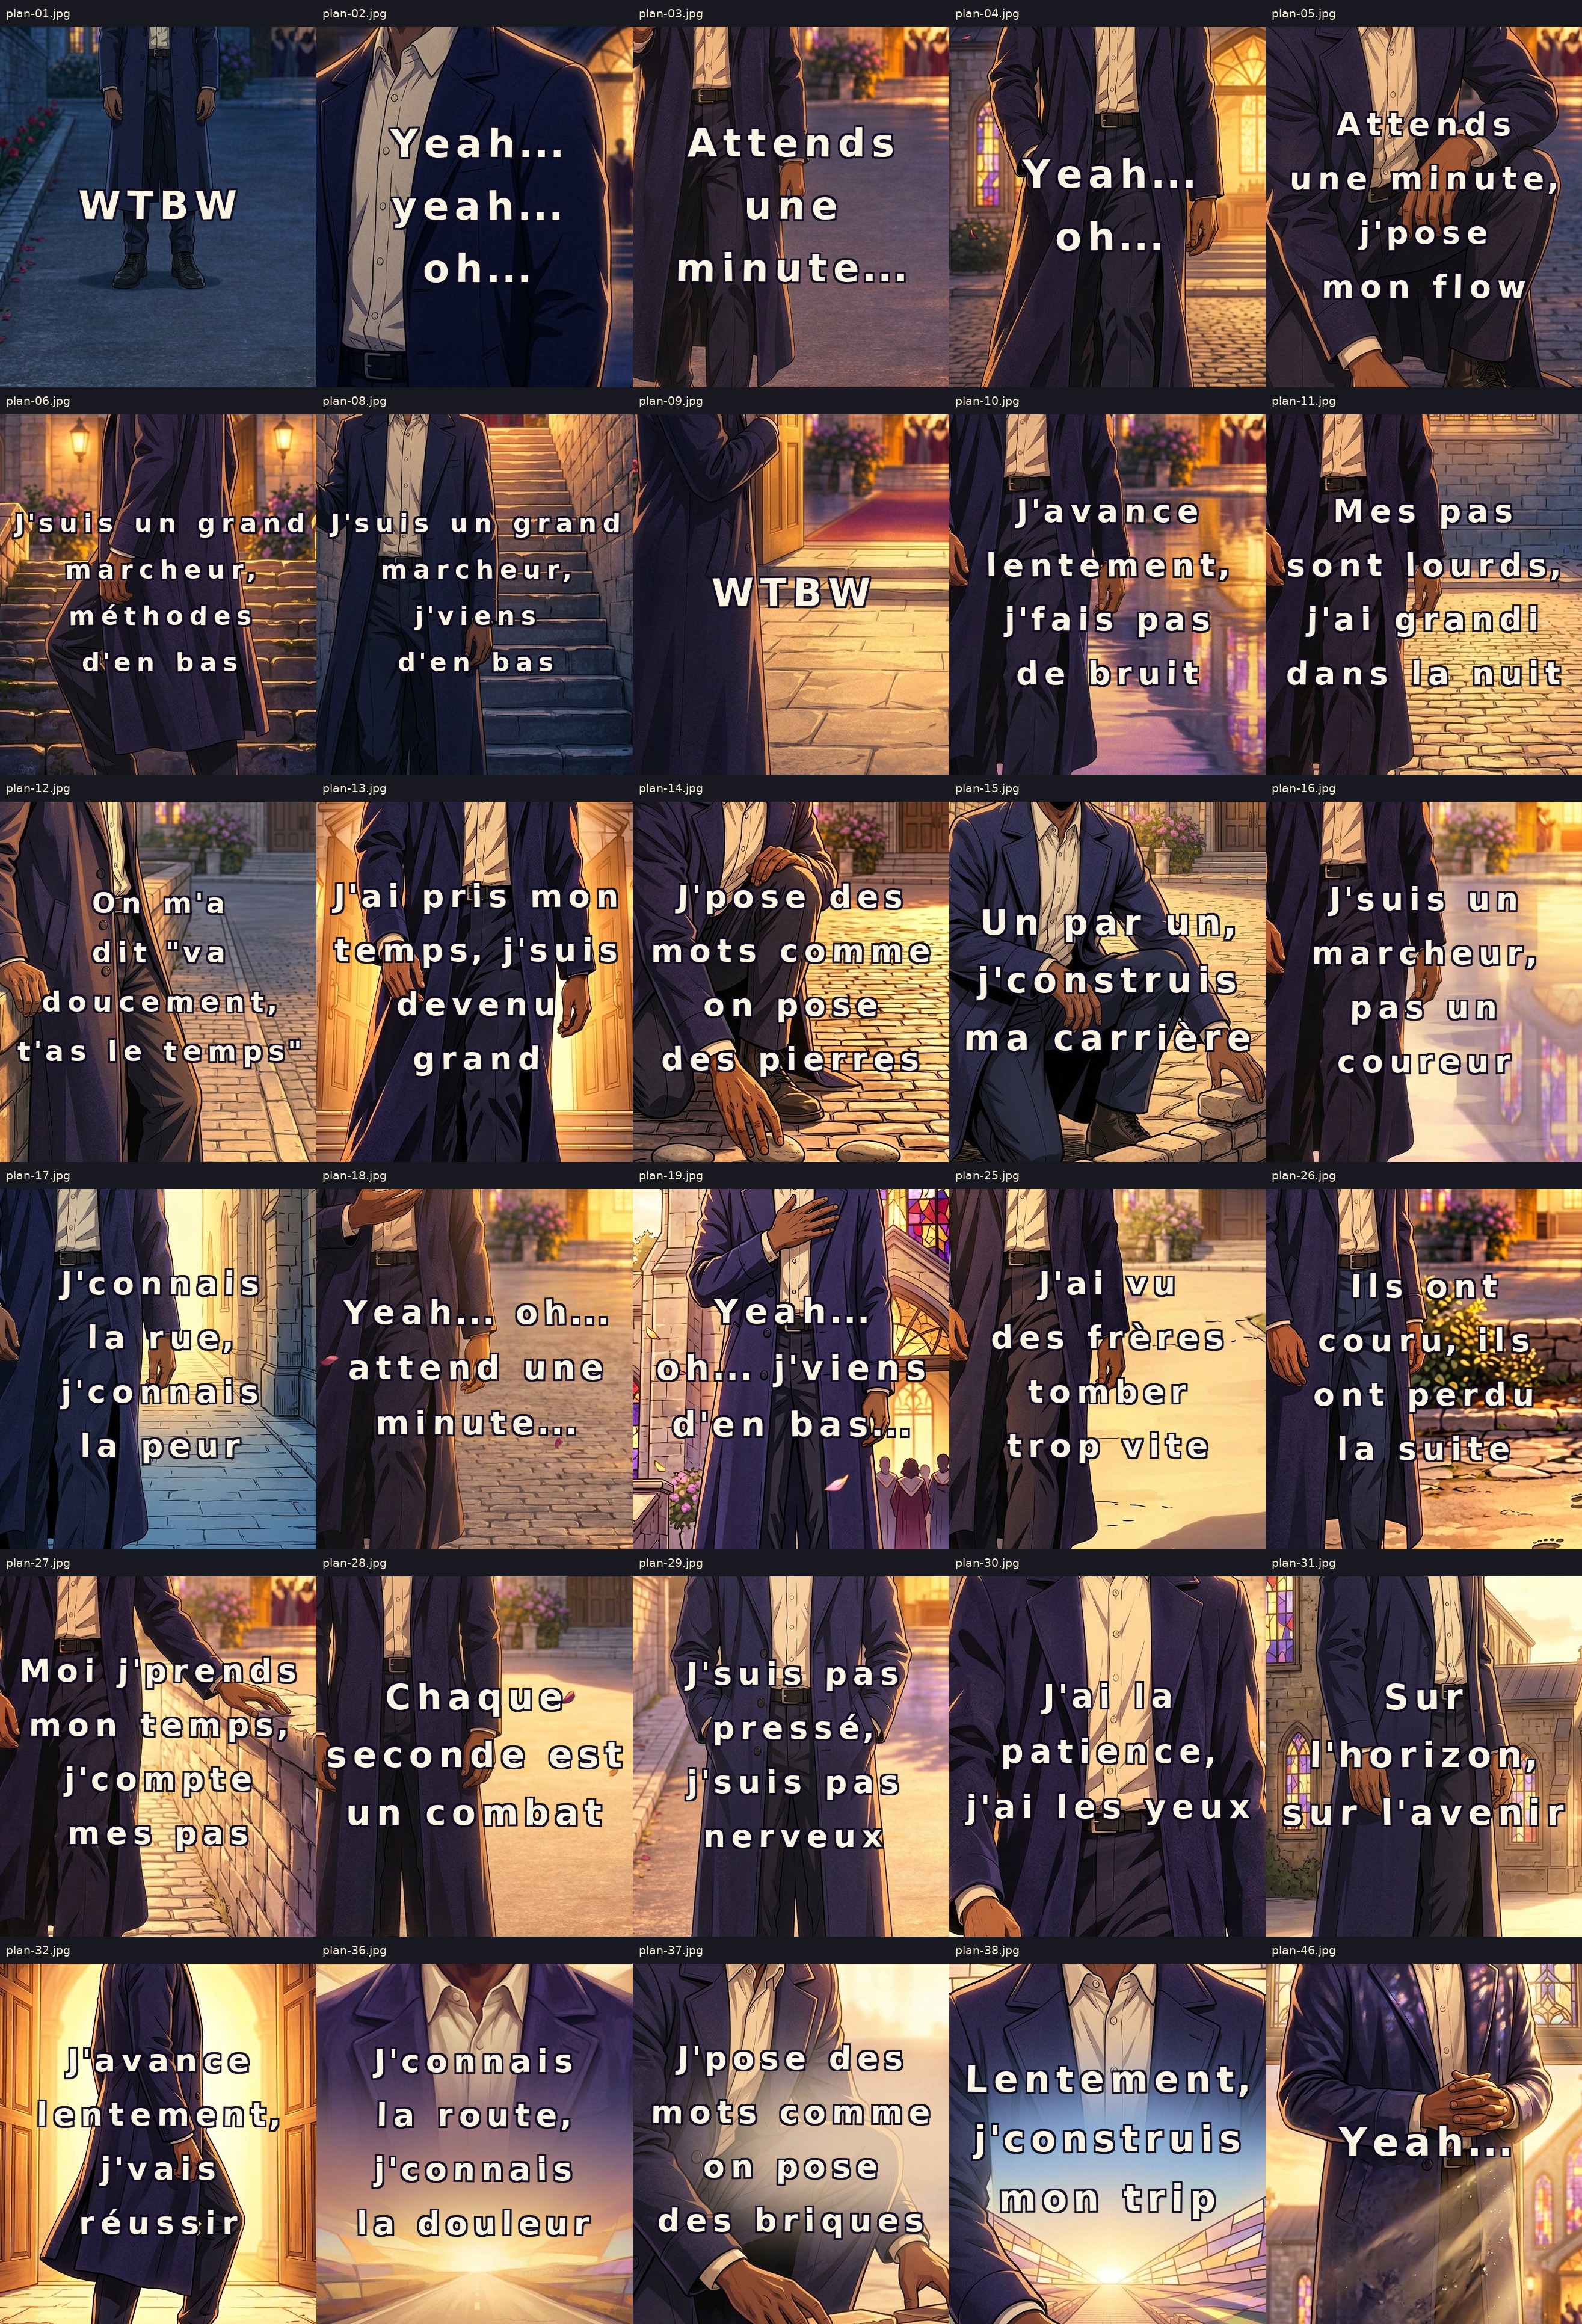 plan-01.jpg
WTBW
plan-02.jpg
Yeah...
yeah...
oh...
plan-03.jpg
Attends
une
minute...
plan-04.jpg
Yeah...
oh...
plan-05.jpg
Attends
une minute,
j'pose
mon flow
plan-06.jpg
J'suis un grand
marcheur,
méthodes
d'en bas
plan-08.jpg
J'suis un grand
marcheur,
j'viens
d'en bas
plan-09.jpg
WTBW
plan-10.jpg
J'avance
lentement,
j'fais pas
de bruit
plan-11.jpg
Mes pas
sont lourds,
j'ai grandi
dans la nuit
plan-12.jpg
On m'a
dit "va
doucement,
t'as le temps"
plan-13.jpg
J'ai pris mon
temps, j'suis
devenu
grand
plan-14.jpg
J'pose des
mots comme
on pose
des pierres
plan-15.jpg
Un par un,
j'construis
ma carrière
plan-16.jpg
J'suis un
marcheur,
pas un
coureur
plan-17.jpg
J'connais
la rue,
j'connais
la peur
plan-18.jpg
Yeah... oh...
attend une
minute...
plan-19.jpg
Yeah...
oh... j'viens
d'en bas...
plan-25.jpg
J'ai vu
des frères
tomber
trop vite
plan-26.jpg
Ils ont
couru, ils
ont perdu
la suite
plan-27.jpg
Moi j'prends
mon temps,
j'compte
mes pas
plan-28.jpg
Chaque
seconde est
un combat
plan-29.jpg
J'suis pas
pressé,
j'suis pas
nerveux
plan-30.jpg
J'ai la
patience,
j'ai les yeux
plan-31.jpg
Sur
l'horizon,
sur l'avenir
plan-32.jpg
J'avance
lentement,
j'vais
réussir
plan-36.jpg
J'connais
la route,
j'connais
la douleur
plan-37.jpg
J'pose des
mots comme
on pose
des briques
plan-38.jpg
Lentement,
j'construis
mon trip
plan-46.jpg
Yeah...